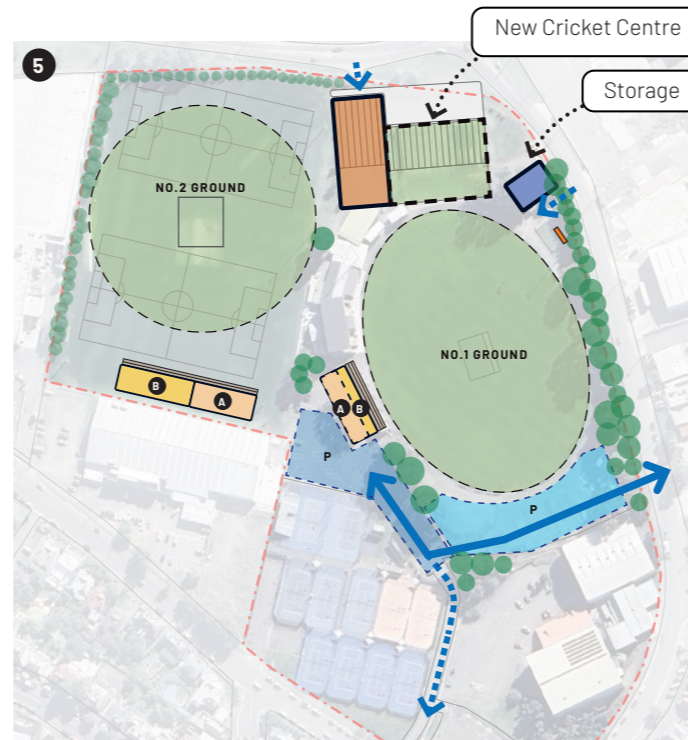 New Cricket Centre
5
Storage
NO.2 GROUND
NO.1 GROUND
B
A
A B
P
P